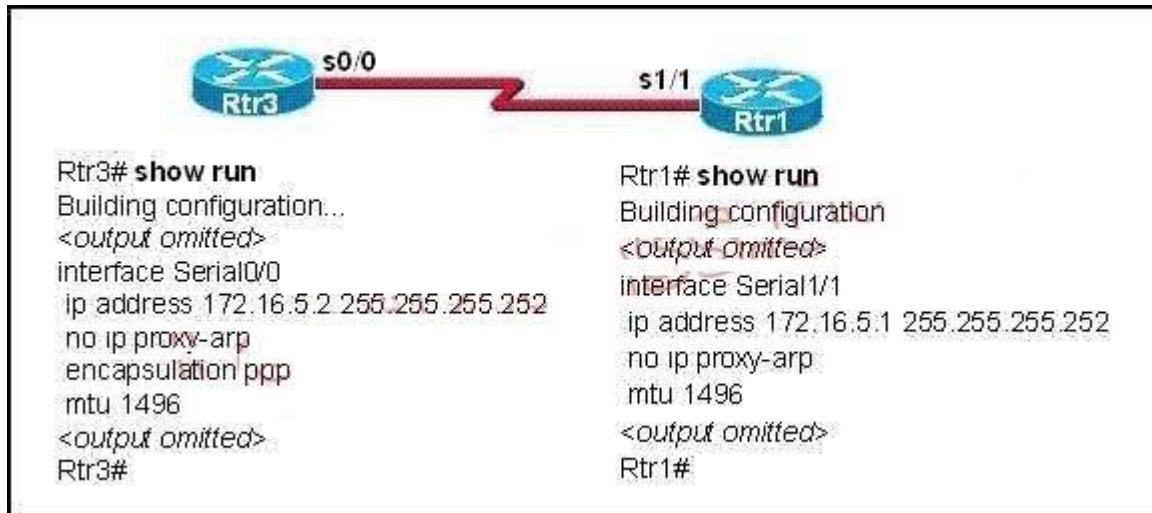 s0/0
s1/1
Rtr3
Rtr1
Rtr3# show run
Building configuration...
<output omitted>
interface Serial0/0
ip address 172.16.5.2 255.255.255.252
no ip proxy-arp
encapsulation ppp
mtu 1496
<output omitted>
Rtr3#
Rtr1# show run
Building configuration
<output omitted>
interface Serial1/1
ip address 172.16.5.1 255.255.255.252
no ip proxy-arp
mtu 1496
<output omitted>
Rtr1#